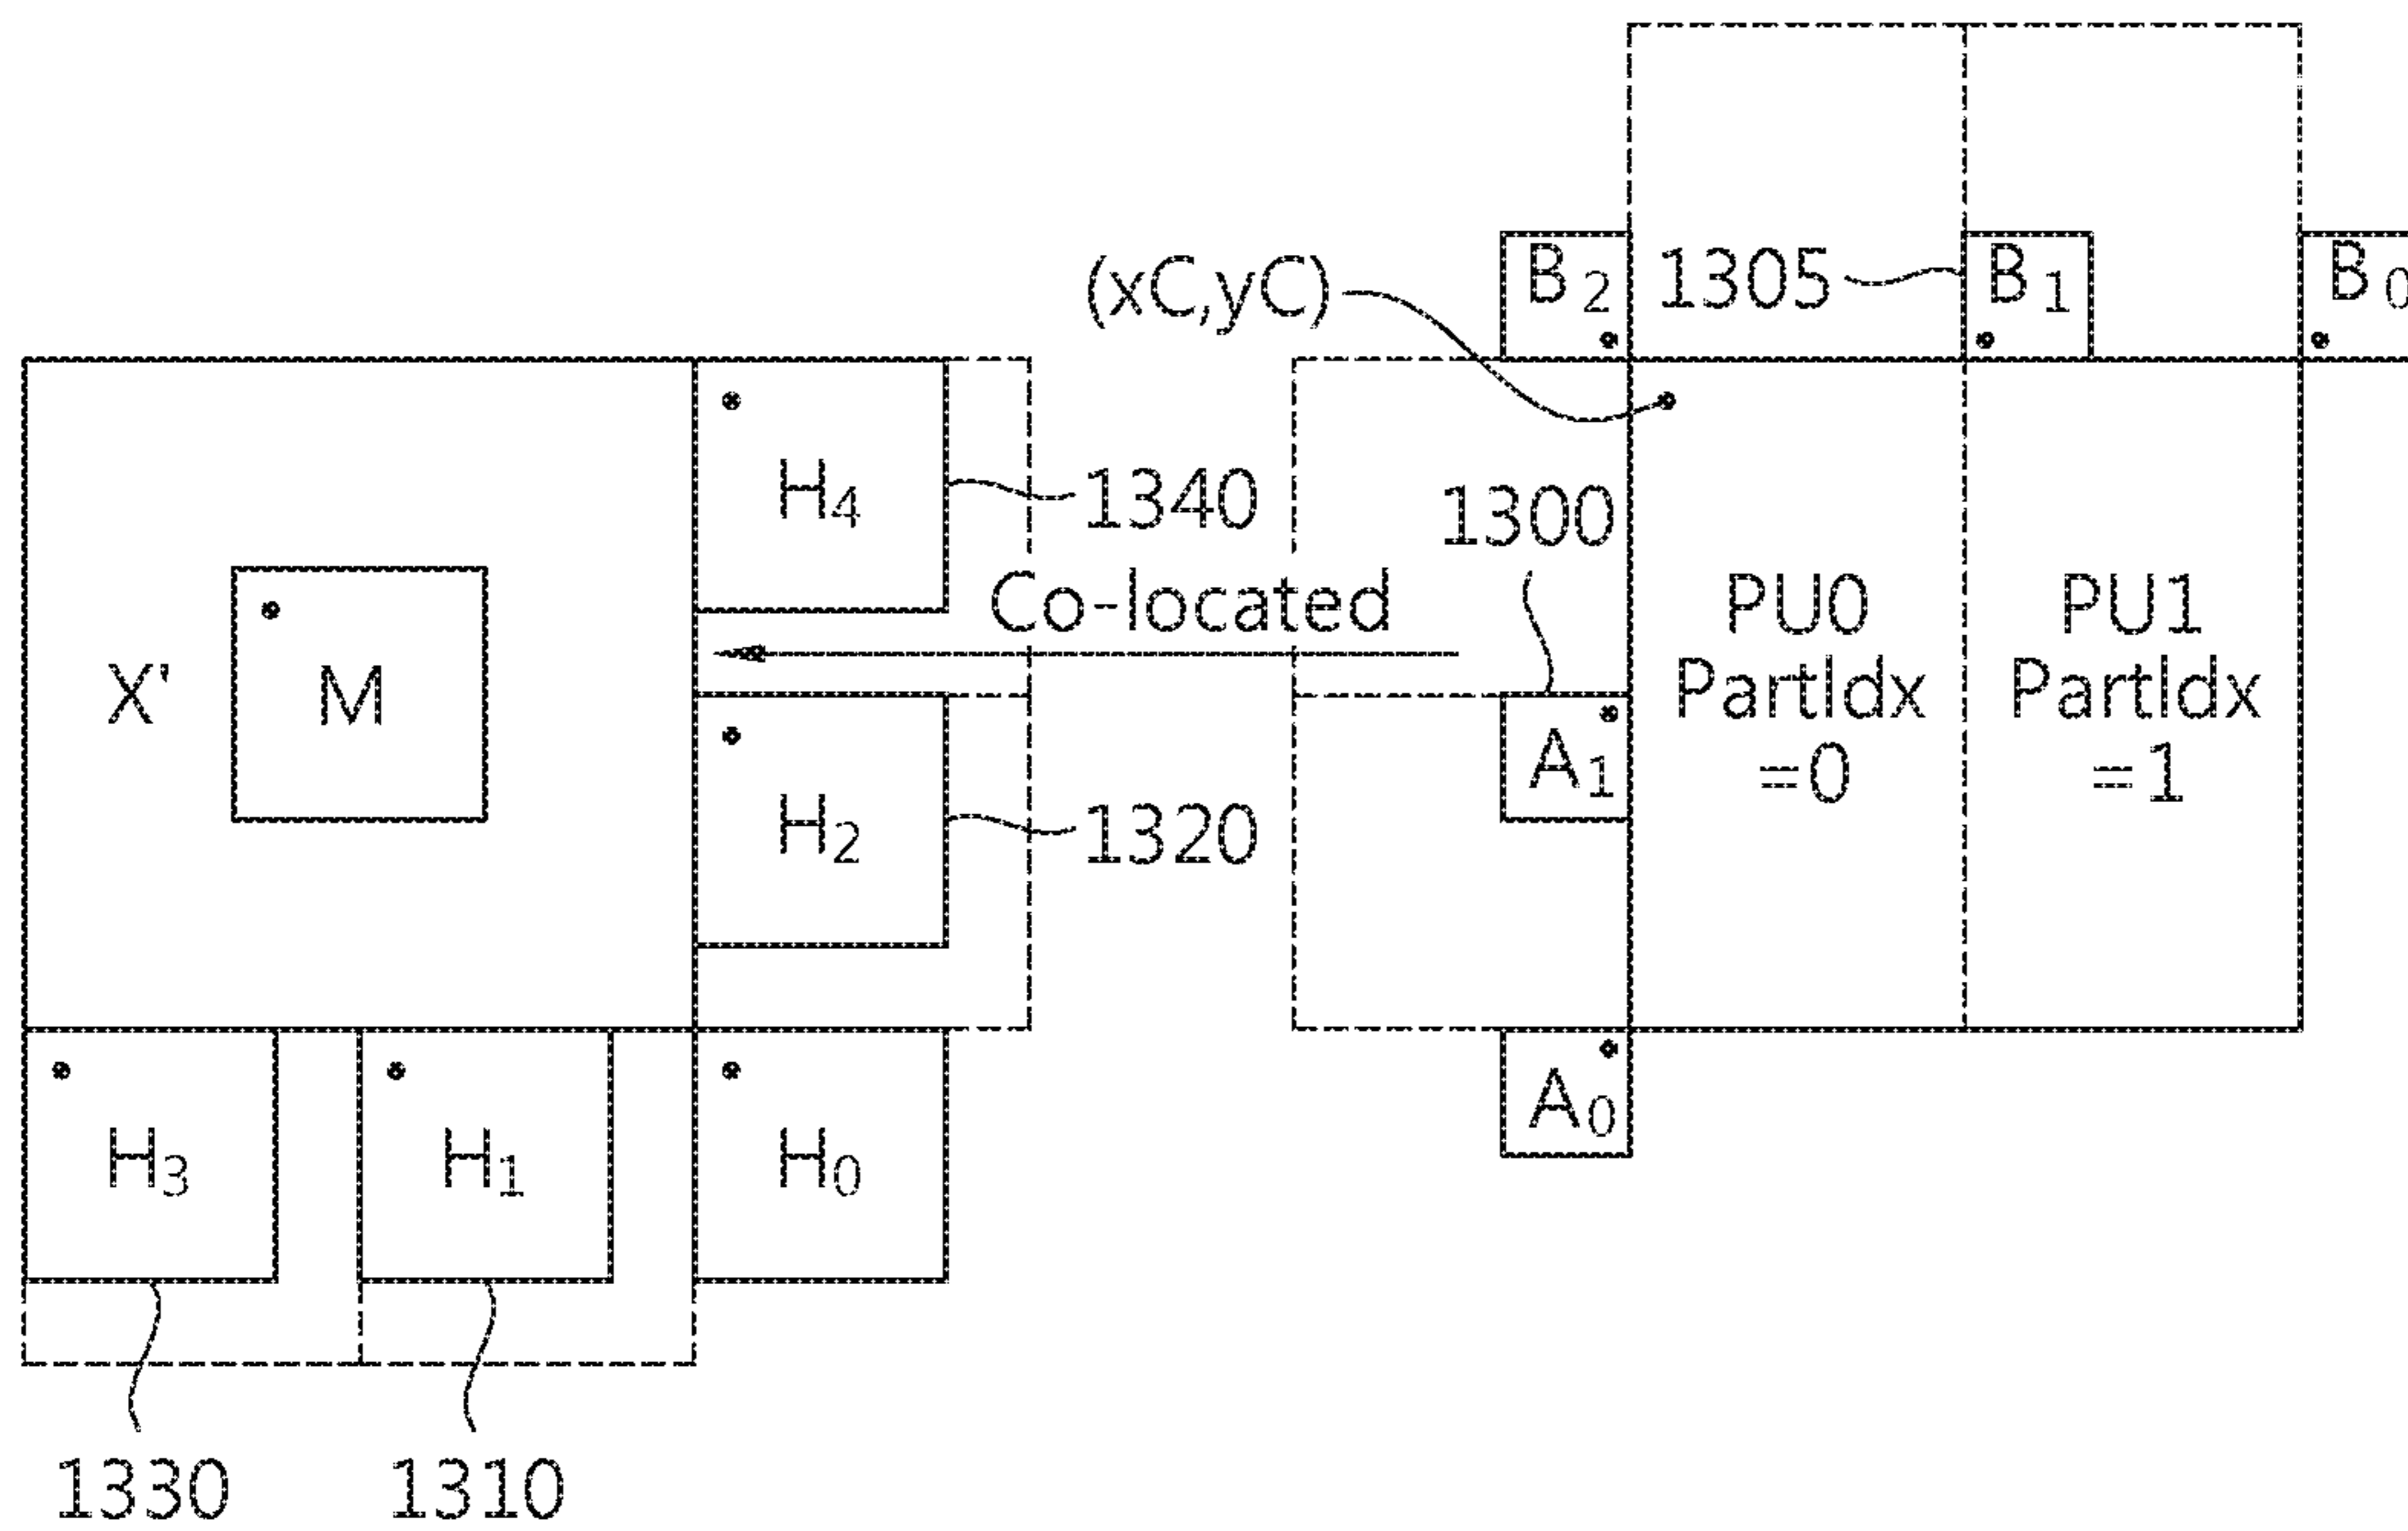 B₂ 1305 B₁ B₀
(xC,yC)
H₄ 1340
1300
Co-located
X' M
H₂ 1320
A₁
PU0
PartIdx
=0
PU1
PartIdx
=1
A₀
H₃ H₁ H₀
1330 1310